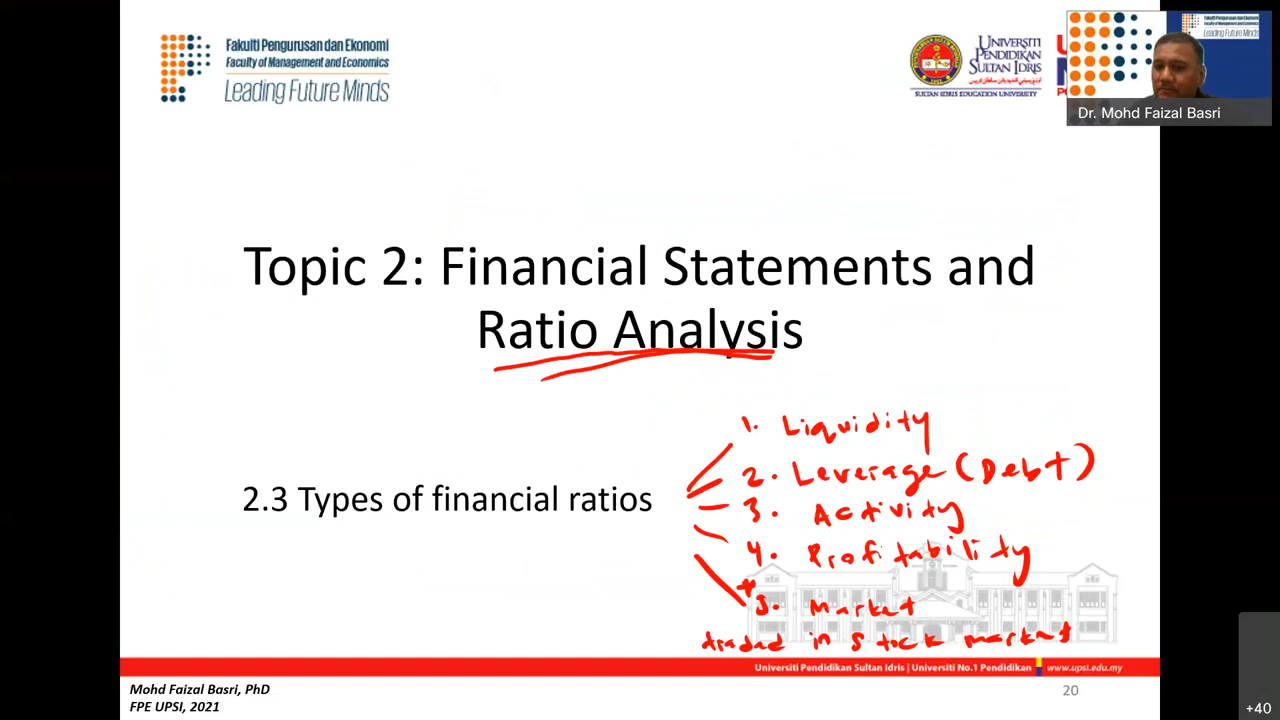 Fakulti Pengurusan dan Ekonomi
Faculty of Management and Economics
Leading Future Minds
UNIVERSITI
PENDIDIKAN
SULTAN IDRIS
SULTAN IDRIS EDUCATION UNIVERSITY
Leading Future Minds
Dr. Mohd Faizal Basri
Topic 2: Financial Statements and
Ratio Analysis
2.3 Types of financial ratios
1. Liquidity
2. Leverage (Debt)
3. Activity
4. Profitability
*5. Market
traded in stock market
Universiti Pendidikan Sultan Idris | Universiti No.1 Pendidikan www.upsi.edu.my
Mohd Faizal Basri, PhD
FPE UPSI, 2021
20
+40